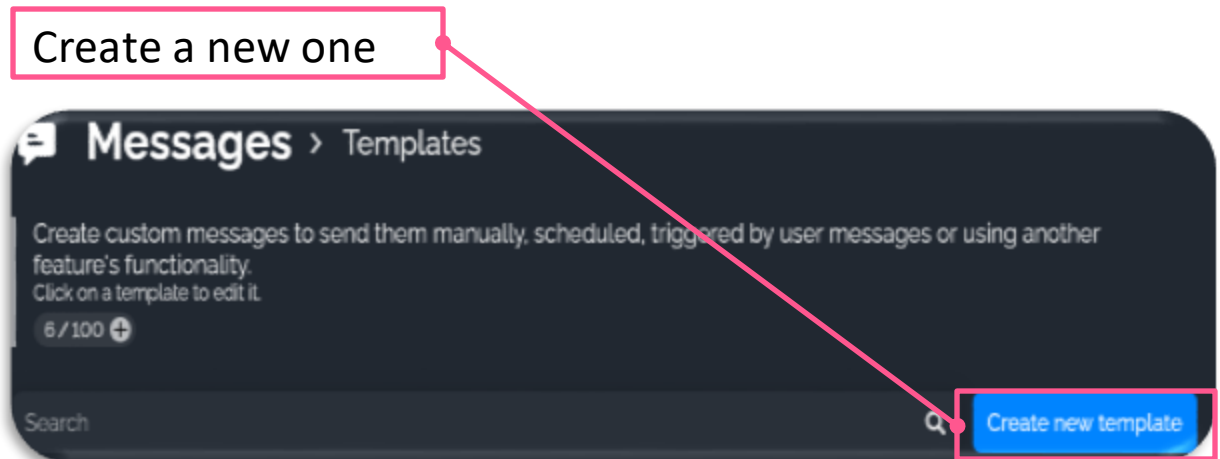 Create a new one
Messages > Templates
Create custom messages to send them manually, scheduled, triggered by user messages or using another
feature's functionality.
Click on a template to edit it.
6/100
Search
Create new template